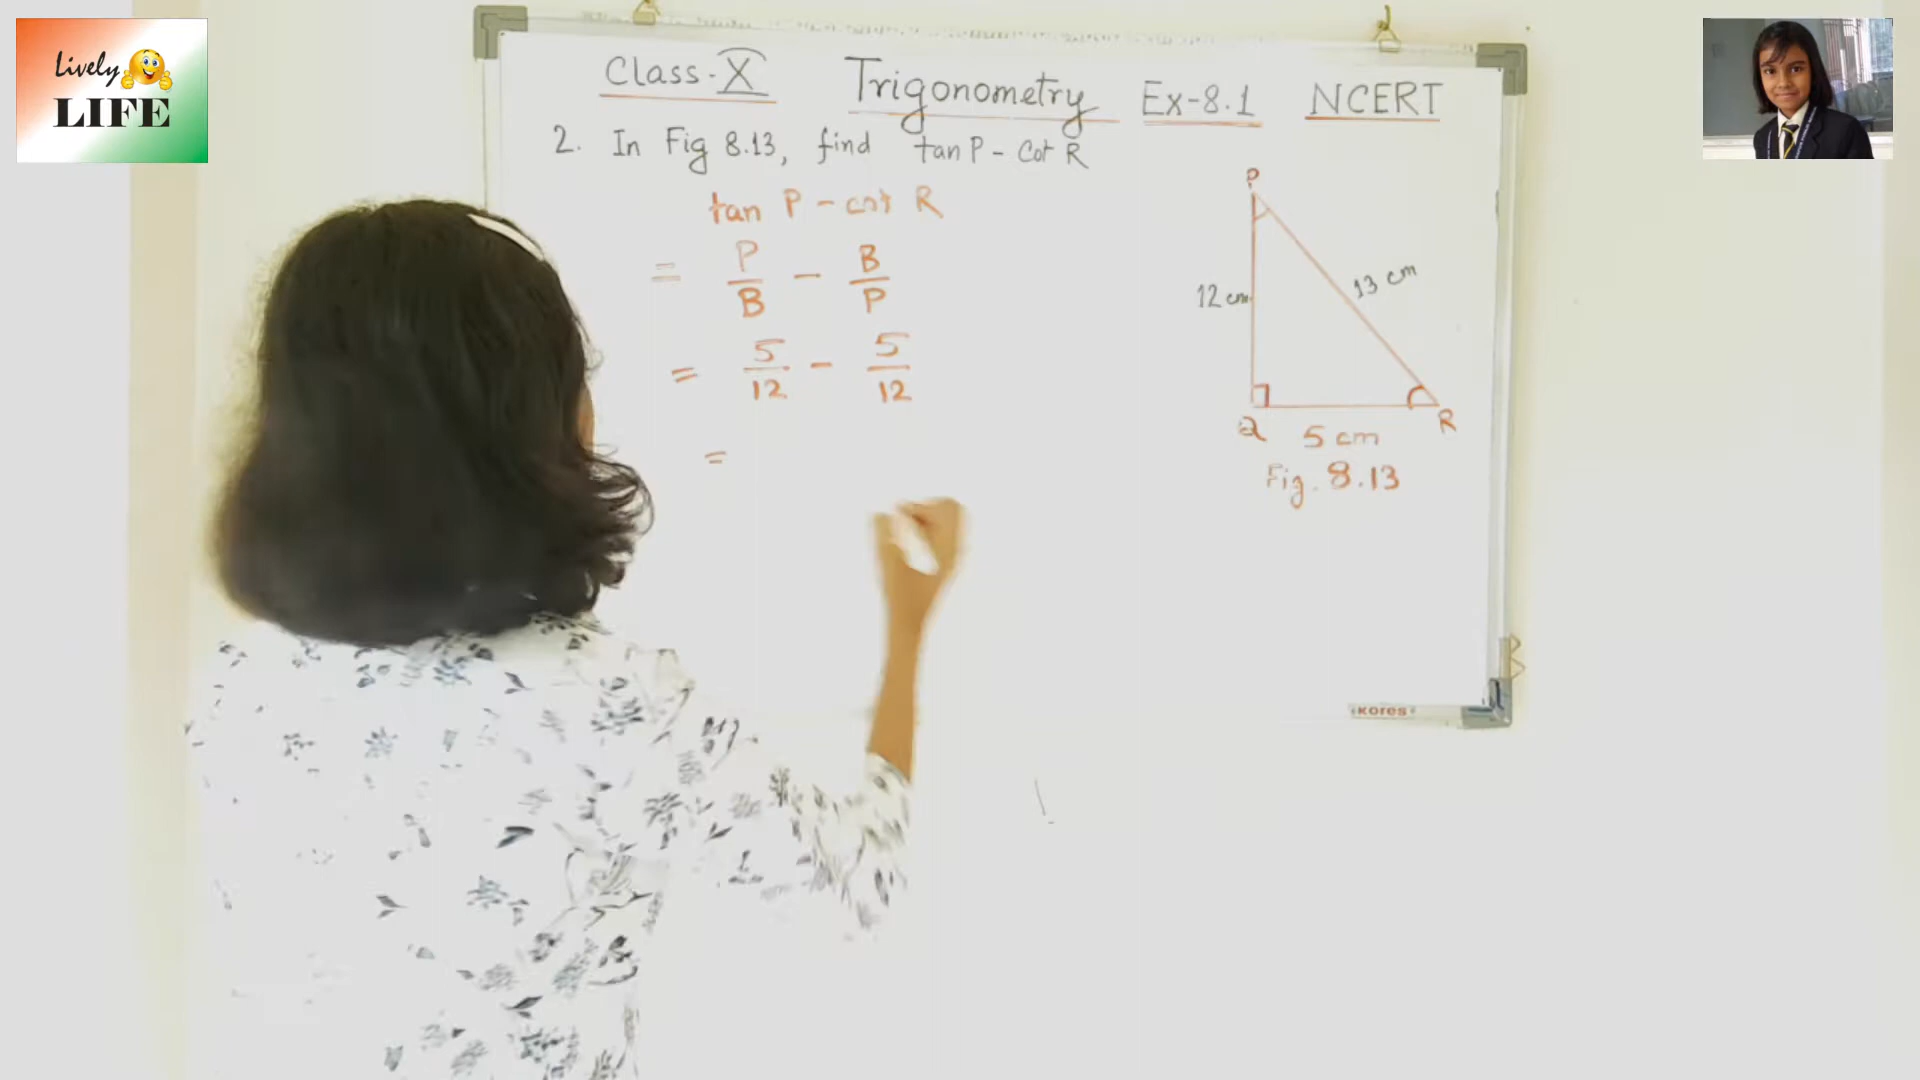 Lively
LIFE
Class-X Trigonometry Ex-8.1 NCERT
2. In Fig 8.13, find tan P - Cot R
tan P - cot R
= P/B - B/P
= 5/12 - 5/12
=
P
12 cm
13 cm
Q
5 cm
R
Fig. 8.13
Kores